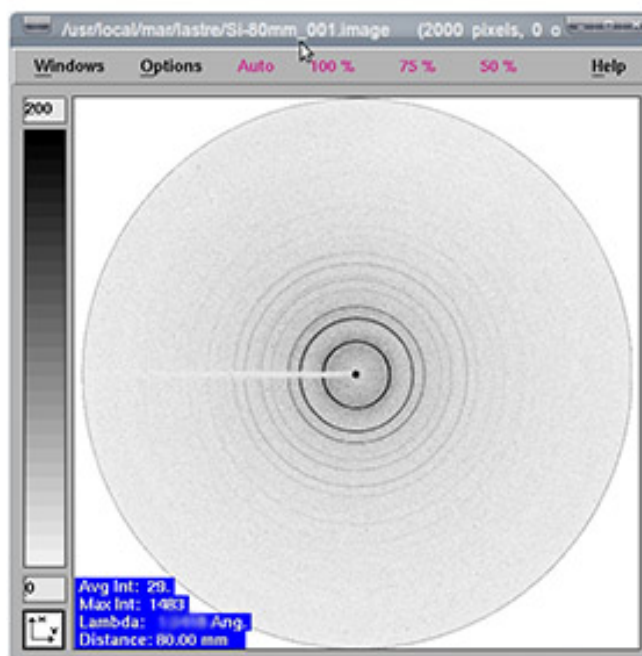 /usr/local/mar/lastre/Si-80mm_001.image (2000 pixels, 0 o
Windows Options Auto 100 % 75 % 50 % Help
200
0
Avg Int: 29.
Max Int: 1483
Lambda: Ang.
Distance: 80.00 mm